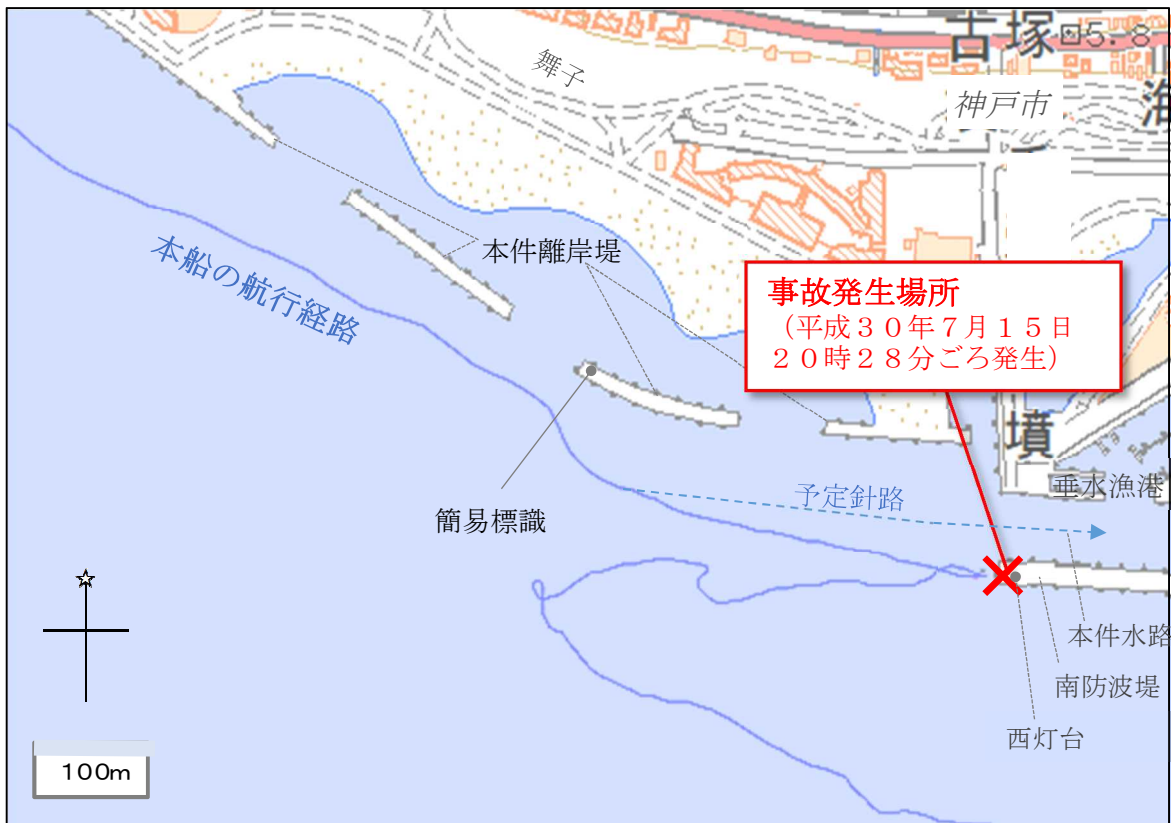 古塚
5.8
舞子
神戸市
海
本件離岸堤
本船の航行経路
事故発生場所
（平成３０年７月１５日
２０時２８分ごろ発生）
墳
垂水漁港
予定針路
簡易標識
本件水路
南防波堤
西灯台
100m